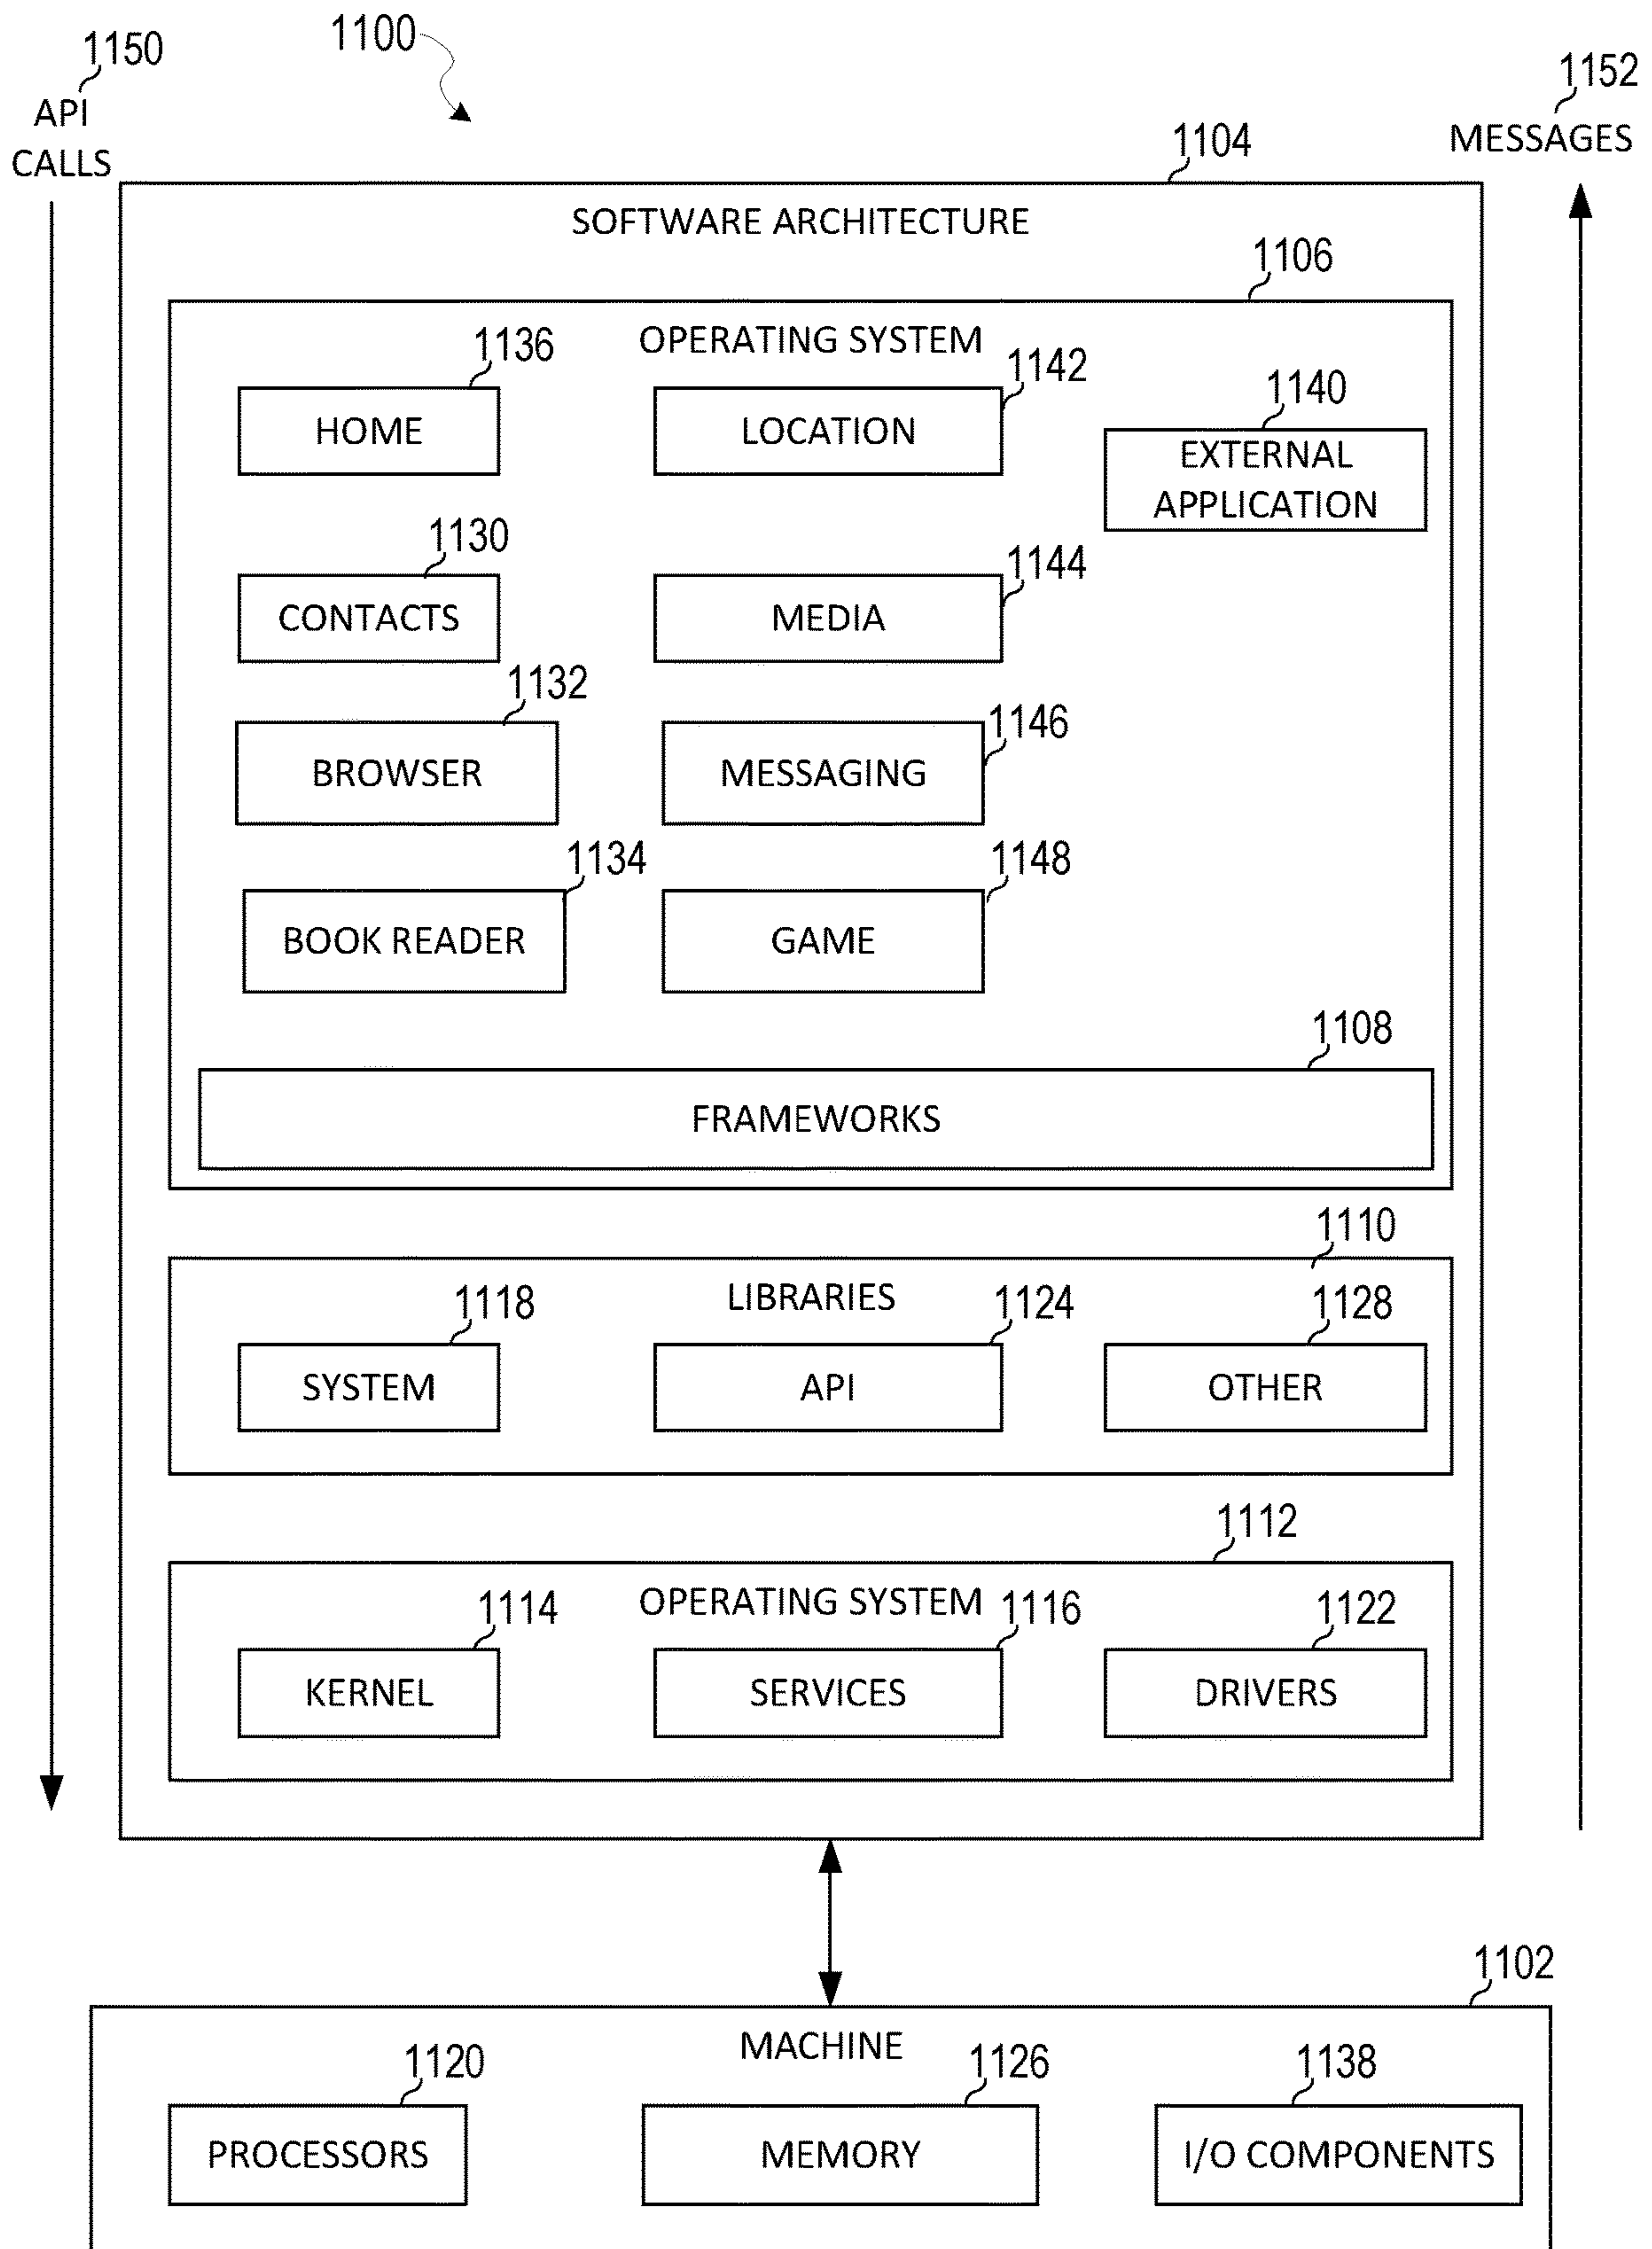 1100
1150
API
CALLS
1152
MESSAGES
1104
SOFTWARE ARCHITECTURE
1106
OPERATING SYSTEM
1136
HOME
1142
LOCATION
1140
EXTERNAL
APPLICATION
1130
CONTACTS
1144
MEDIA
1132
BROWSER
1146
MESSAGING
1134
BOOK READER
1148
GAME
1108
FRAMEWORKS
1110
LIBRARIES
1118
SYSTEM
1124
API
1128
OTHER
1112
OPERATING SYSTEM
1114
KERNEL
1116
SERVICES
1122
DRIVERS
1102
MACHINE
1120
PROCESSORS
1126
MEMORY
1138
I/O COMPONENTS